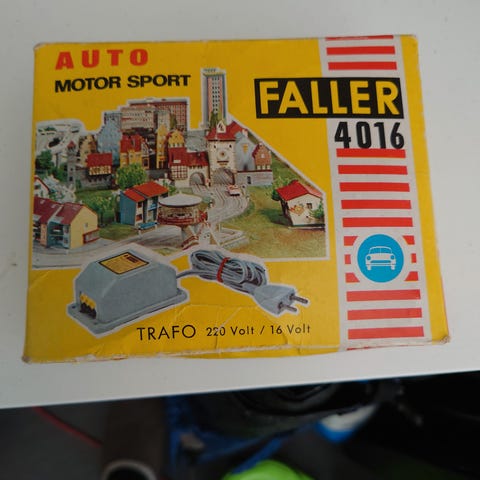 AUTO
MOTOR SPORT
FALLER
4016
TRAFO 220 Volt / 16 Volt